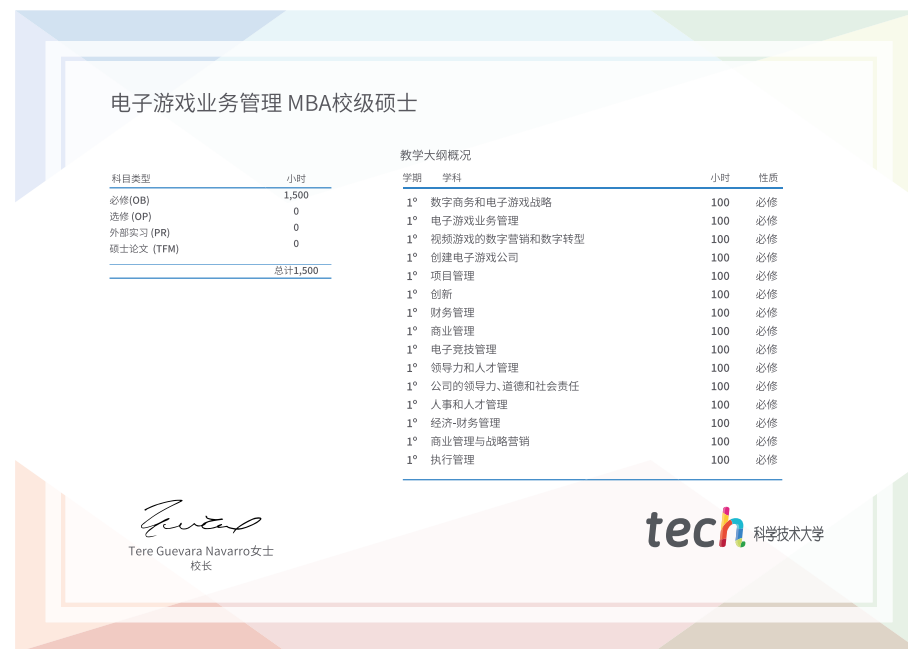 电子游戏业务管理 MBA校级硕士
科目类型 小时
必修(OB) 1,500
选修 (OP) 0
外部实习 (PR) 0
硕士论文 (TFM) 0
总计1,500
教学大纲概况
学期 学科 小时 性质
1º 数字商务和电子游戏战略 100 必修
1º 电子游戏业务管理 100 必修
1º 视频游戏的数字营销和数字转型 100 必修
1º 创建电子游戏公司 100 必修
1º 项目管理 100 必修
1º 创新 100 必修
1º 财务管理 100 必修
1º 商业管理 100 必修
1º 电子竞技管理 100 必修
1º 领导力和人才管理 100 必修
1º 公司的领导力、道德和社会责任 100 必修
1º 人事和人才管理 100 必修
1º 经济-财务管理 100 必修
1º 商业管理与战略营销 100 必修
1º 执行管理 100 必修
Tere Guevara Navarro女士
校长
tech 科学技术大学